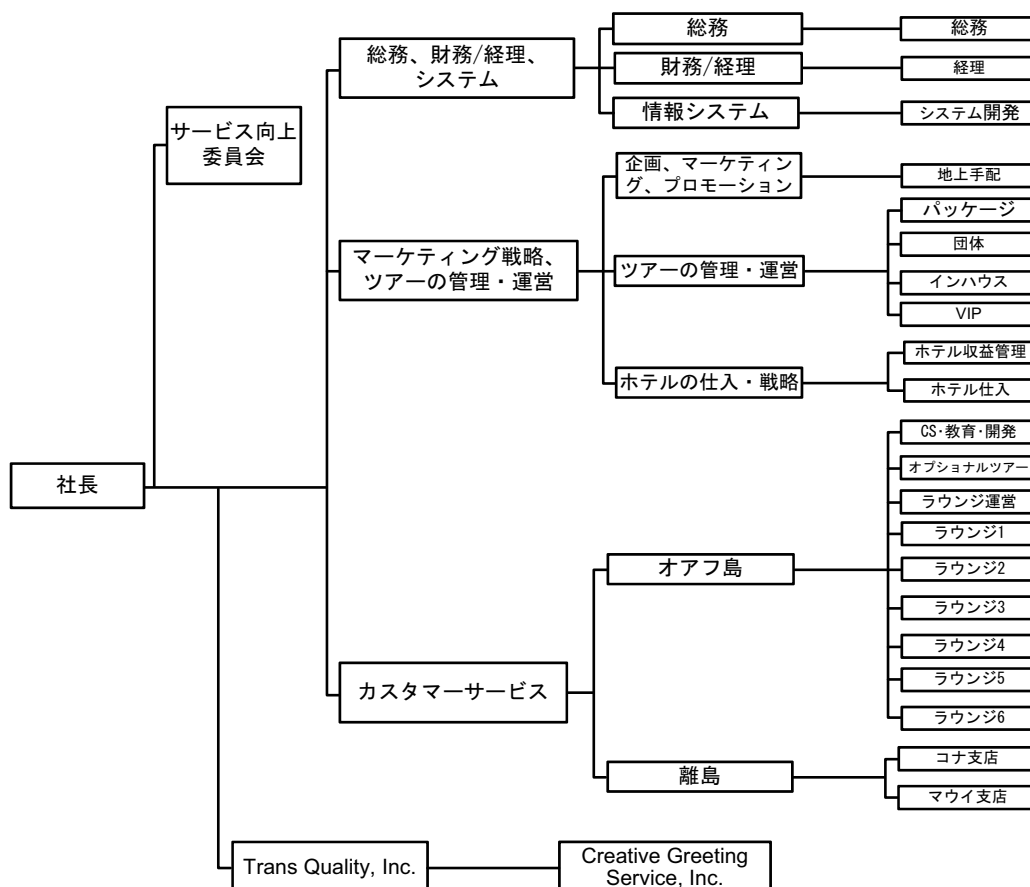 総務
総務
総務、財務/経理、
システム
財務/経理
経理
情報システム
システム開発
サービス向上
委員会
企画、マーケティン
グ、プロモーション
地上手配
パッケージ
団体
マーケティング戦略、
ツアーの管理・運営
ツアーの管理・運営
インハウス
VIP
ホテルの仕入・戦略
ホテル収益管理
ホテル仕入
社長
CS・教育・開発
オプショナルツアー
ラウンジ運営
ラウンジ1
オアフ島
ラウンジ2
ラウンジ3
ラウンジ4
カスタマーサービス
ラウンジ5
ラウンジ6
離島
コナ支店
マウイ支店
Trans Quality, Inc.
Creative Greeting
Service, Inc.